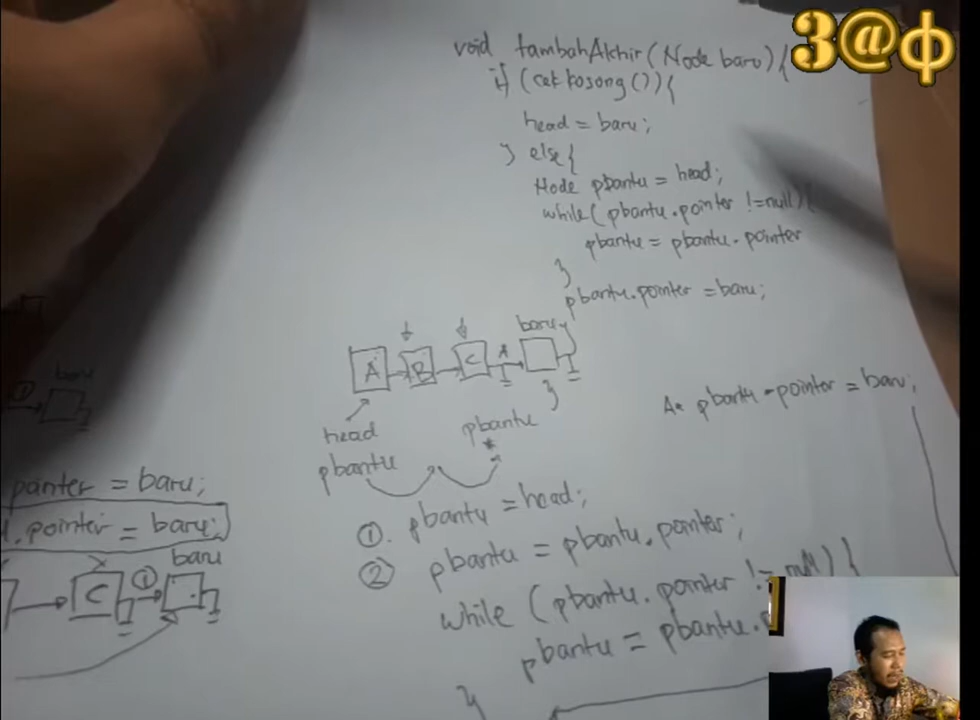 3@φ
void tambahAkhir (Node baru) {
if (cekkosong()) {
head = baru;
} else {
Node pbantu = head;
while( pbantu.pointer !=null) {
pbantu = pbantu.pointer
}
pbantu.pointer = baru;
baru
A B C
head
pbantu
pbantu
*
}
A• pbantu-pointer = baru;
① . pbantu = head;
② pbantu = pbantu.pointer;
while (pbantu.pointer != null) {
pbantu = pbantu.
}
①
pointer = baru;
.pointer = baru;
C ① baru